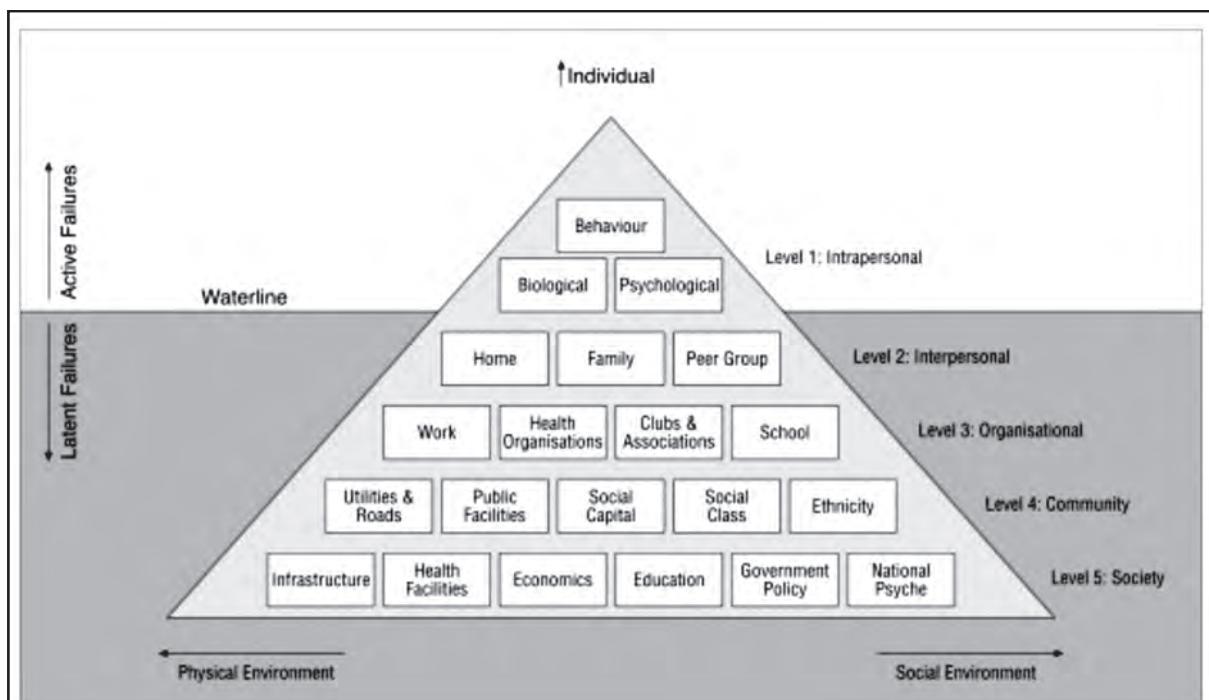 Individual
Active Failures
Behaviour
Level 1: Intrapersonal
Biological
Psychological
Waterline
Latent Failures
Home
Family
Peer Group
Level 2: Interpersonal
Work
Health
Organisations
Clubs &
Associations
School
Level 3: Organisational
Utilities &
Roads
Public
Facilities
Social
Capital
Social
Class
Ethnicity
Level 4: Community
Infrastructure
Health
Facilities
Economics
Education
Government
Policy
National
Psyche
Level 5: Society
Physical Environment
Social Environment